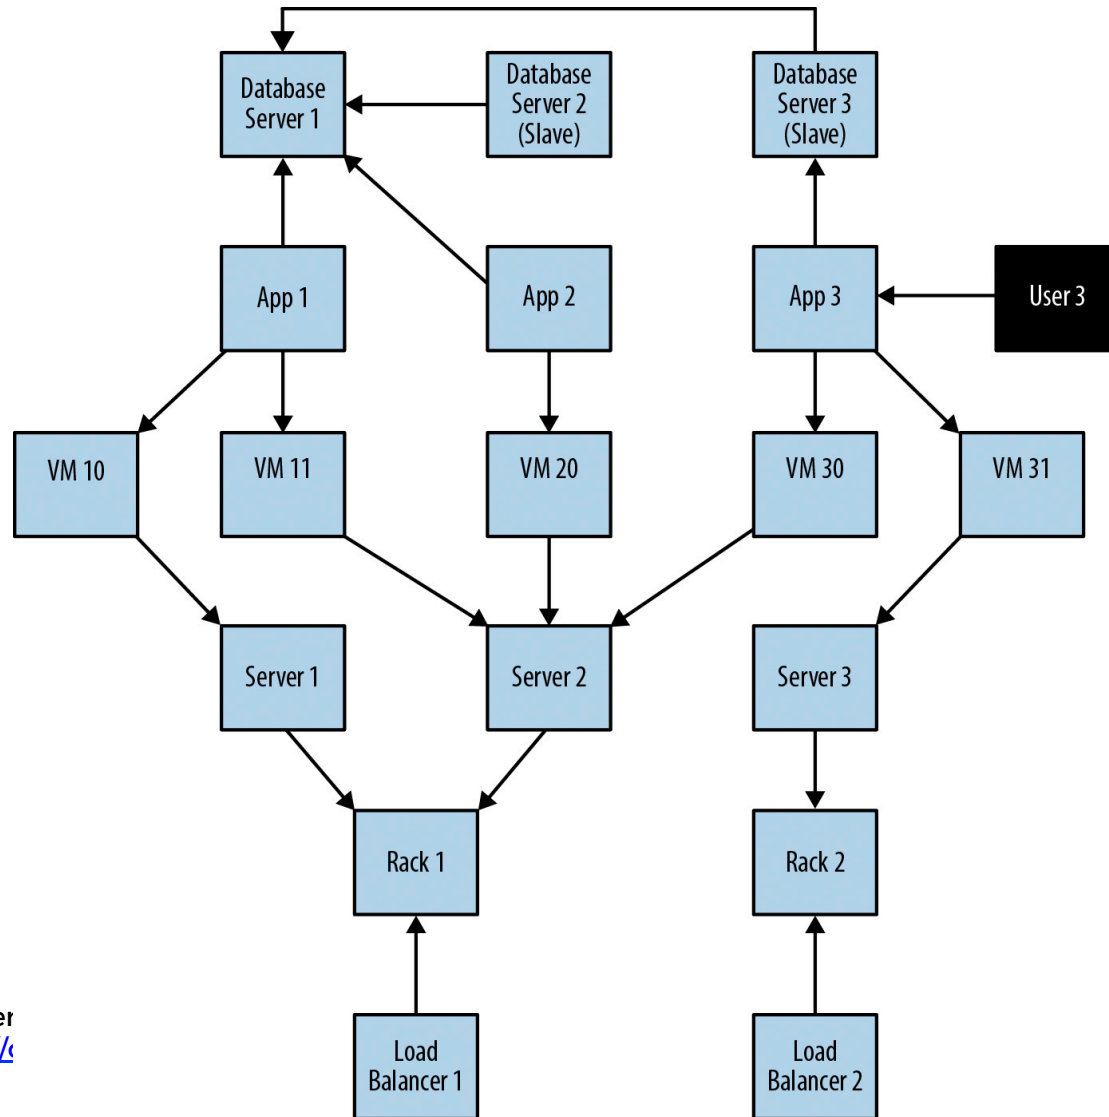 Database
Server 1
Database
Server 2
(Slave)
Database
Server 3
(Slave)
App 1
App 2
App 3
User 3
VM 10
VM 11
VM 20
VM 30
VM 31
Server 1
Server 2
Server 3
Rack 1
Rack 2
Load
Balancer 1
Load
Balancer 2